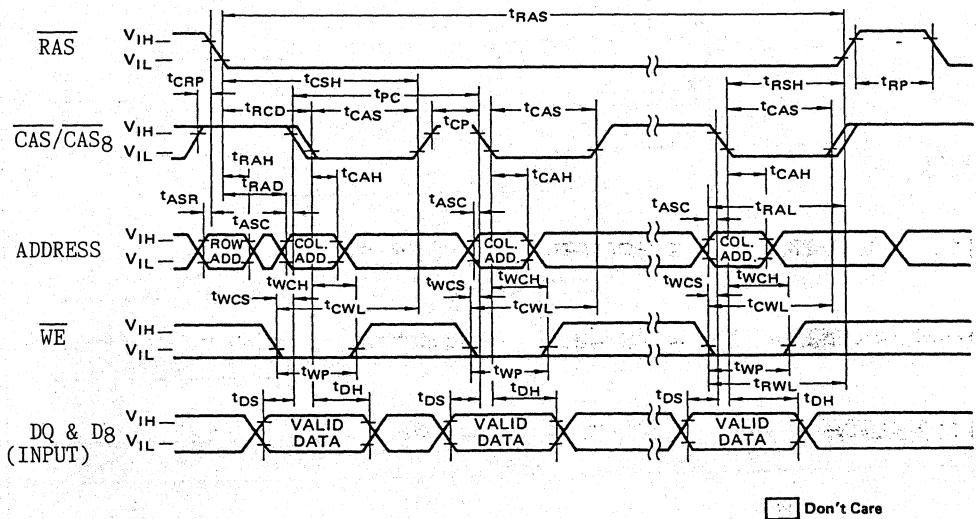 tRAS
RAS
VIH
VIL
tCRP
tCSH
tPC
tRSH
tRP
tRCD
tCAS
tCP
tCAS
tCAS
CAS/CAS8
VIH
VIL
tRAH
tRAD
tCAH
tCAH
tCAH
tASR
tASC
tASC
tASC
tRAL
ADDRESS
VIH
VIL
ROW ADD.
COL. ADD.
COL. ADD.
COL. ADD.
tWCS
tWCH
tCWL
tWCS
tWCH
tCWL
tWCS
tWCH
tCWL
WE
VIH
VIL
tWP
tWP
tWP
tRWL
tDS
tDH
tDS
tDH
tDS
tDH
DQ & D8
(INPUT)
VIH
VIL
VALID DATA
VALID DATA
VALID DATA
Don't Care